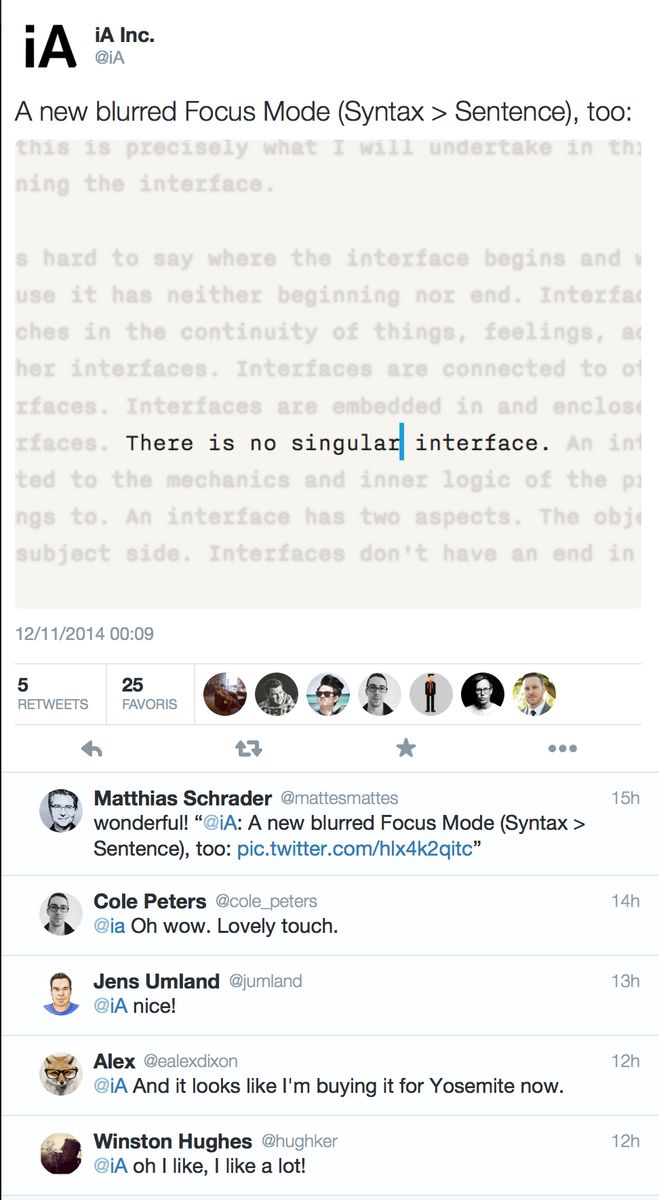 iA
iA Inc.
@iA
A new blurred Focus Mode (Syntax > Sentence), too:
this is precisely what I will undertake in thi
ning the interface.
s hard to say where the interface begins and w
use it has neither beginning nor end. Interfac
ches in the continuity of things, feelings, ac
her interfaces. Interfaces are connected to ot
rfaces. Interfaces are embedded in and enclose
rfaces. There is no singular interface. An int
ted to the mechanics and inner logic of the pr
ngs to. An interface has two aspects. The obje
subject side. Interfaces don't have an end in
12/11/2014 00:09
5
RETWEETS
25
FAVORIS
Matthias Schrader @mattesmattes 15h
wonderful! “@iA: A new blurred Focus Mode (Syntax >
Sentence), too: pic.twitter.com/hlx4k2qitc”
Cole Peters @cole_peters 14h
@ia Oh wow. Lovely touch.
Jens Umland @jumland 13h
@iA nice!
Alex @ealexdixon 12h
@iA And it looks like I'm buying it for Yosemite now.
Winston Hughes @hughker 12h
@iA oh I like, I like a lot!